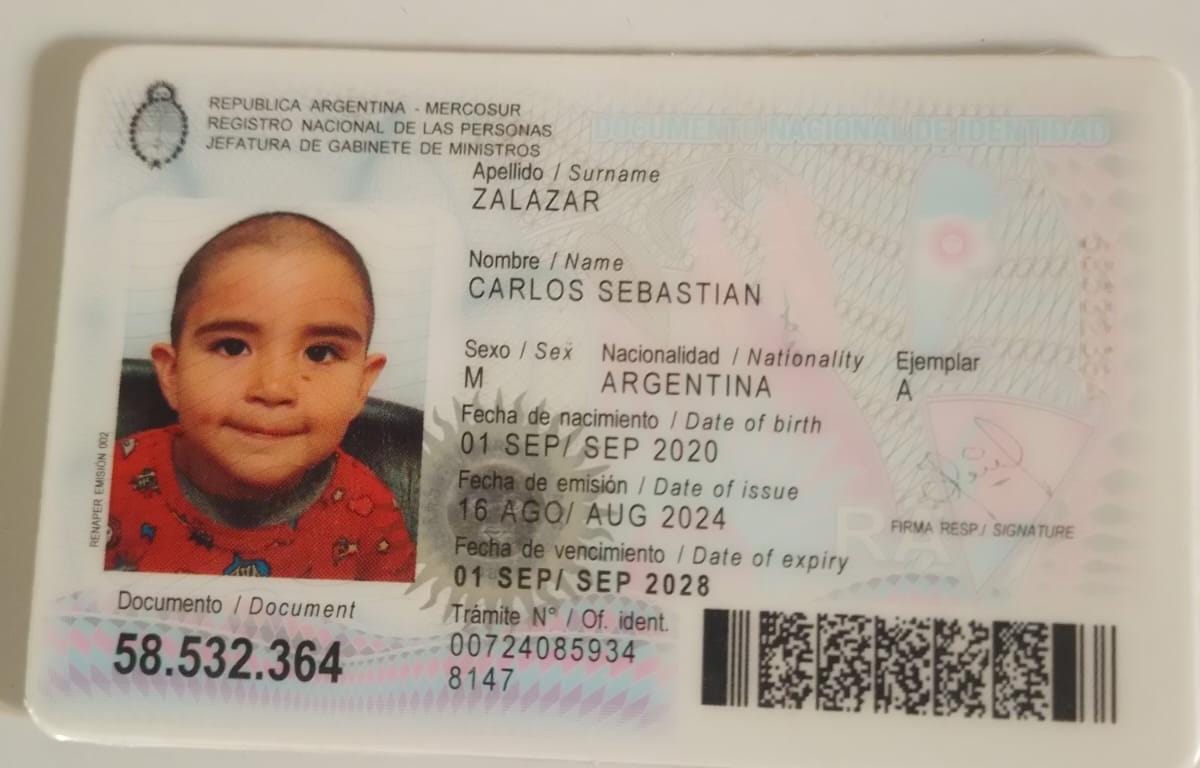 REPUBLICA ARGENTINA - MERCOSUR
REGISTRO NACIONAL DE LAS PERSONAS
JEFATURA DE GABINETE DE MINISTROS
DOCUMENTO NACIONAL DE IDENTIDAD
Apellido / Surname
ZALAZAR
Nombre / Name
CARLOS SEBASTIAN
Sexo / Sex Nacionalidad / Nationality Ejemplar
M ARGENTINA A
Fecha de nacimiento / Date of birth
01 SEP/ SEP 2020
Fecha de emisión / Date of issue
16 AGO/ AUG 2024
FIRMA RESP./ SIGNATURE
RA
Fecha de vencimiento / Date of expiry
01 SEP/ SEP 2028
RENAPER EMISIÓN 002
Documento / Document
58.532.364
Trámite N° / Of. ident.
00724085934
8147